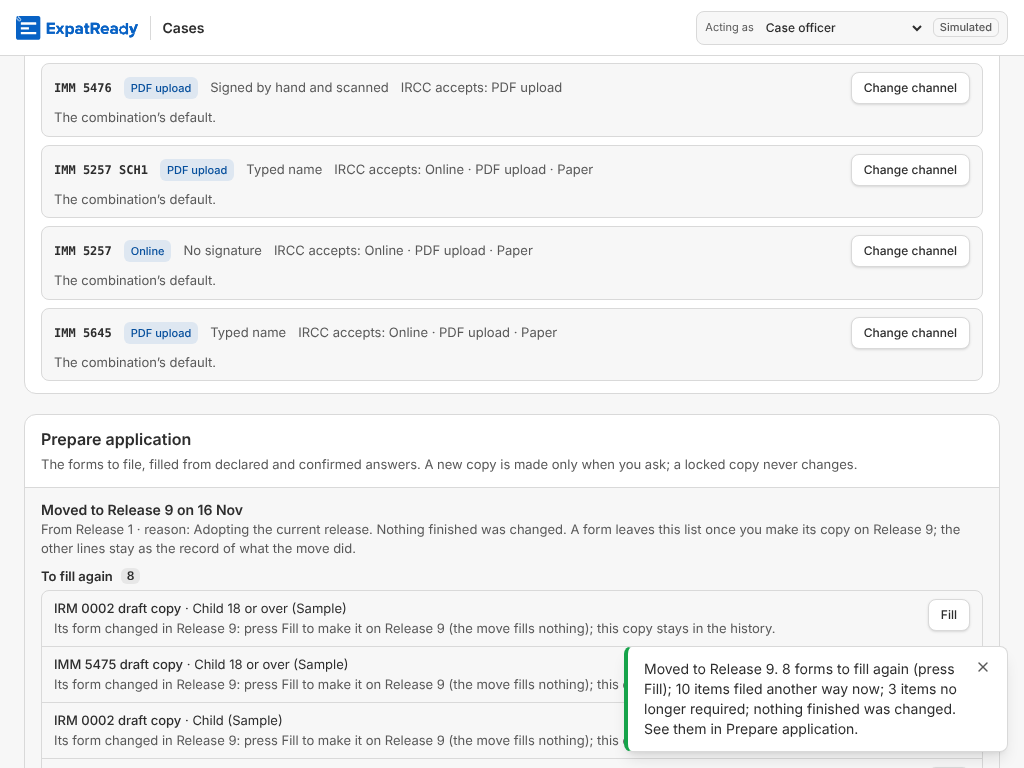 ExpatReady
Cases
Acting as Case officer Simulated
IMM 5476 PDF upload Signed by hand and scanned IRCC accepts: PDF upload Change channel
The combination’s default.
IMM 5257 SCH1 PDF upload Typed name IRCC accepts: Online · PDF upload · Paper Change channel
The combination’s default.
IMM 5257 Online No signature IRCC accepts: Online · PDF upload · Paper Change channel
The combination’s default.
IMM 5645 PDF upload Typed name IRCC accepts: Online · PDF upload · Paper Change channel
The combination’s default.
Prepare application
The forms to file, filled from declared and confirmed answers. A new copy is made only when you ask; a locked copy never changes.
Moved to Release 9 on 16 Nov
From Release 1 · reason: Adopting the current release. Nothing finished was changed. A form leaves this list once you make its copy on Release 9; the
other lines stay as the record of what the move did.
To fill again 8
IRM 0002 draft copy · Child 18 or over (Sample) Fill
Its form changed in Release 9: press Fill to make it on Release 9 (the move fills nothing); this copy stays in the history.
IMM 5475 draft copy · Child 18 or over (Sample)
Its form changed in Release 9: press Fill to make it on Release 9 (the move fills nothing); this
IRM 0002 draft copy · Child (Sample)
Its form changed in Release 9: press Fill to make it on Release 9 (the move fills nothing); this
Moved to Release 9. 8 forms to fill again (press
Fill); 10 items filed another way now; 3 items no
longer required; nothing finished was changed.
See them in Prepare application.